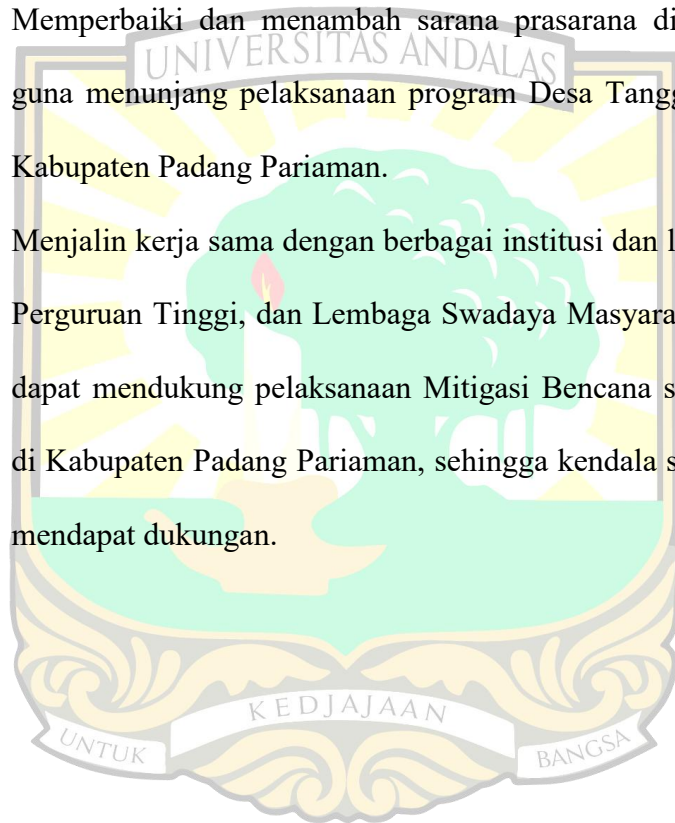 Memperbaiki dan menambah sarana prasarana di
UNIVERSITAS ANDALAS
guna menunjang pelaksanaan program Desa Tangg
Kabupaten Padang Pariaman.
Menjalin kerja sama dengan berbagai institusi dan l
Perguruan Tinggi, dan Lembaga Swadaya Masyara
dapat mendukung pelaksanaan Mitigasi Bencana s
di Kabupaten Padang Pariaman, sehingga kendala s
mendapat dukungan.
KEDJAJAAN
UNTUK
BANGSA